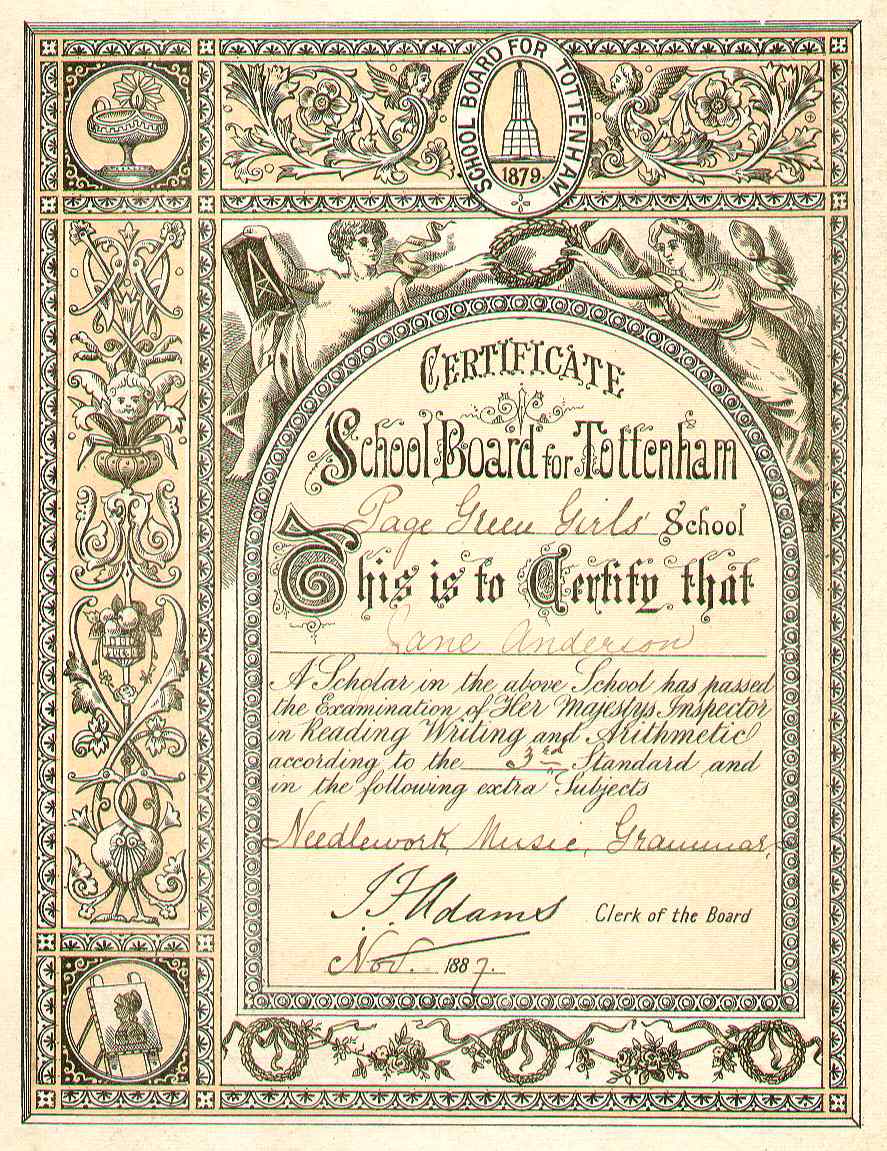 SCHOOL BOARD FOR TOTTENHAM
1879
CERTIFICATE
School Board for Tottenham
Page Green Girls' School
This is to Certify that
Jane Anderson
A Scholar in the above School has passed
the Examination of Her Majestys Inspector
in Reading Writing and Arithmetic
according to the 3rd Standard and
in the following extra Subjects
Needlework, Music, Grammar,
J. F. Adams Clerk of the Board
Nov. 1887.